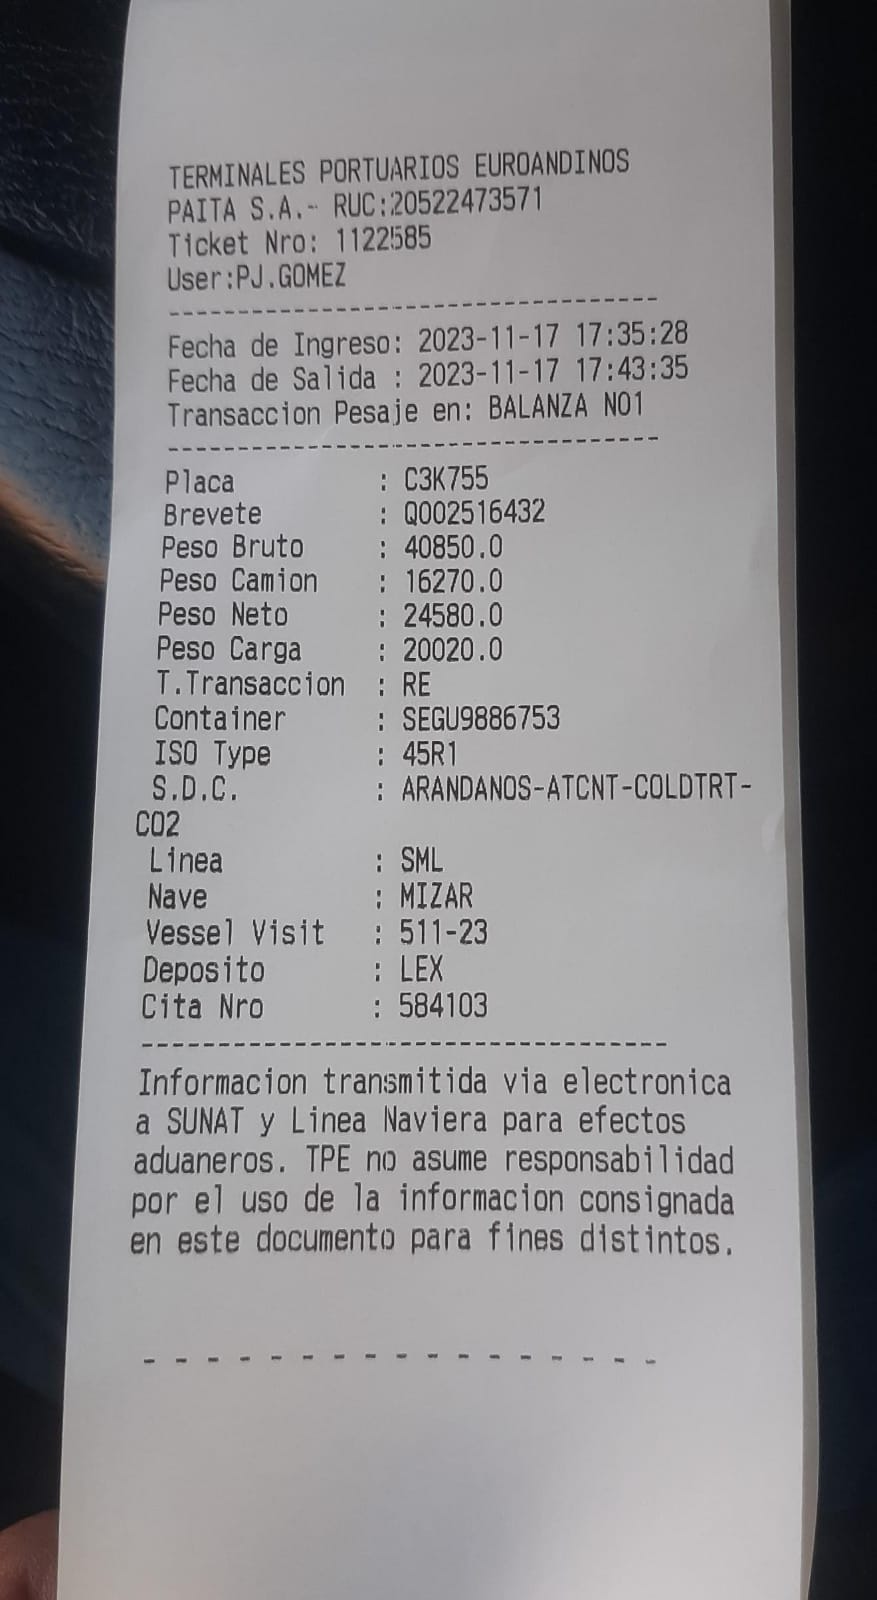 TERMINALES PORTUARIOS EUROANDINOS
PAITA S.A.- RUC:20522473571
Ticket Nro: 1122585
User:PJ.GOMEZ
-----------------------------------
Fecha de Ingreso: 2023-11-17 17:35:28
Fecha de Salida : 2023-11-17 17:43:35
Transaccion Pesaje en: BALANZA NO1
-----------------------------------
Placa : C3K755
Brevete : Q002516432
Peso Bruto : 40850.0
Peso Camion : 16270.0
Peso Neto : 24580.0
Peso Carga : 20020.0
T.Transaccion : RE
Container : SEGU9886753
ISO Type : 45R1
S.D.C. : ARANDANOS-ATCNT-COLDTRT-
CO2
Linea : SML
Nave : MIZAR
Vessel Visit : 511-23
Deposito : LEX
Cita Nro : 584103
-----------------------------------
Informacion transmitida via electronica
a SUNAT y Linea Naviera para efectos
aduaneros. TPE no asume responsabilidad
por el uso de la informacion consignada
en este documento para fines distintos.
- - - - - - - - - - - - - - - - -